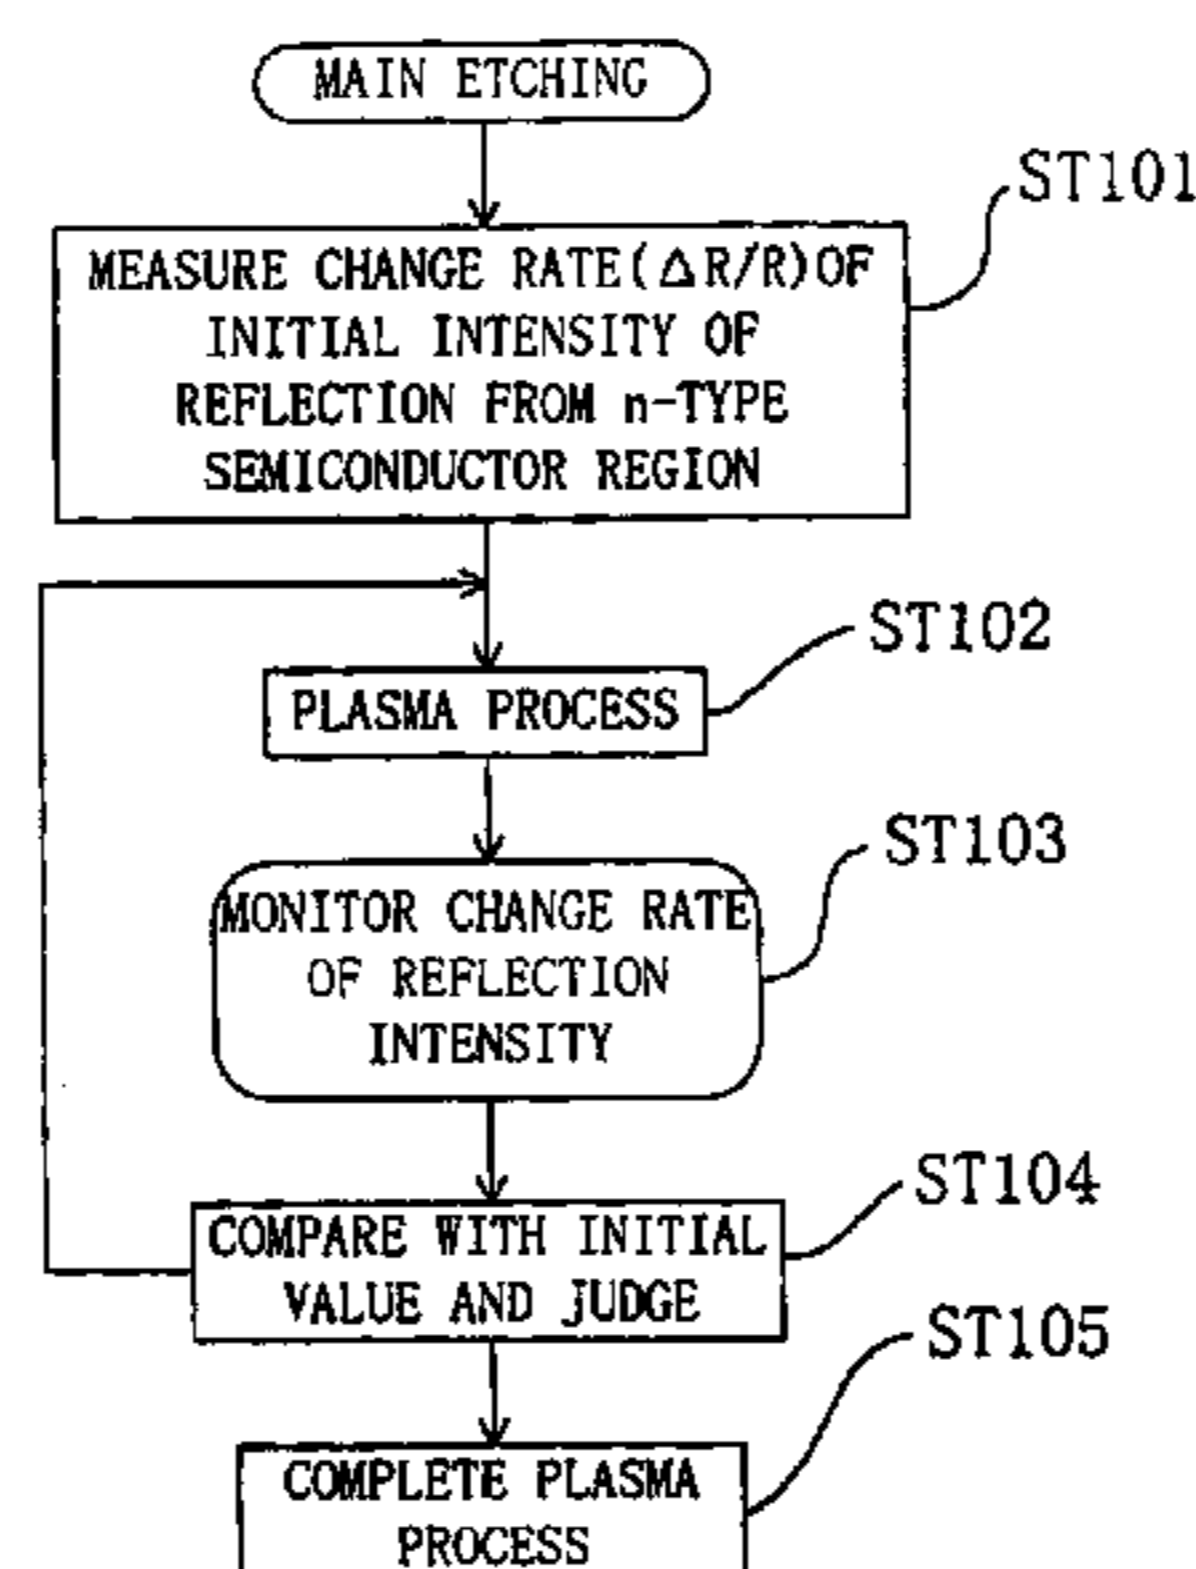 MAIN ETCHING
ST101
MEASURE CHANGE RATE(ΔR/R)OF
INITIAL INTENSITY OF
REFLECTION FROM n-TYPE
SEMICONDUCTOR REGION
ST102
PLASMA PROCESS
ST103
MONITOR CHANGE RATE
OF REFLECTION
INTENSITY
ST104
COMPARE WITH INITIAL
VALUE AND JUDGE
ST105
COMPLETE PLASMA
PROCESS